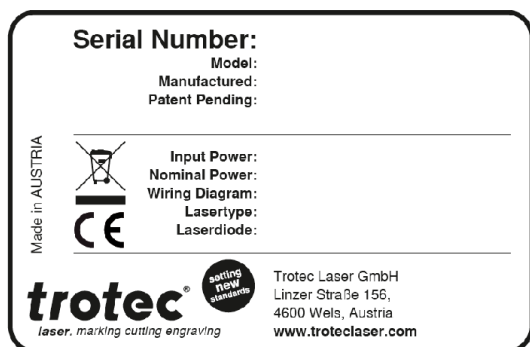 Serial Number:
Model:
Manufactured:
Patent Pending:
Made in AUSTRIA
Input Power:
Nominal Power:
Wiring Diagram:
Lasertype:
Laserdiode:
CE
trotec®
laser. marking cutting engraving
setting
new
standards
Trotec Laser GmbH
Linzer Straße 156,
4600 Wels, Austria
www.troteclaser.com